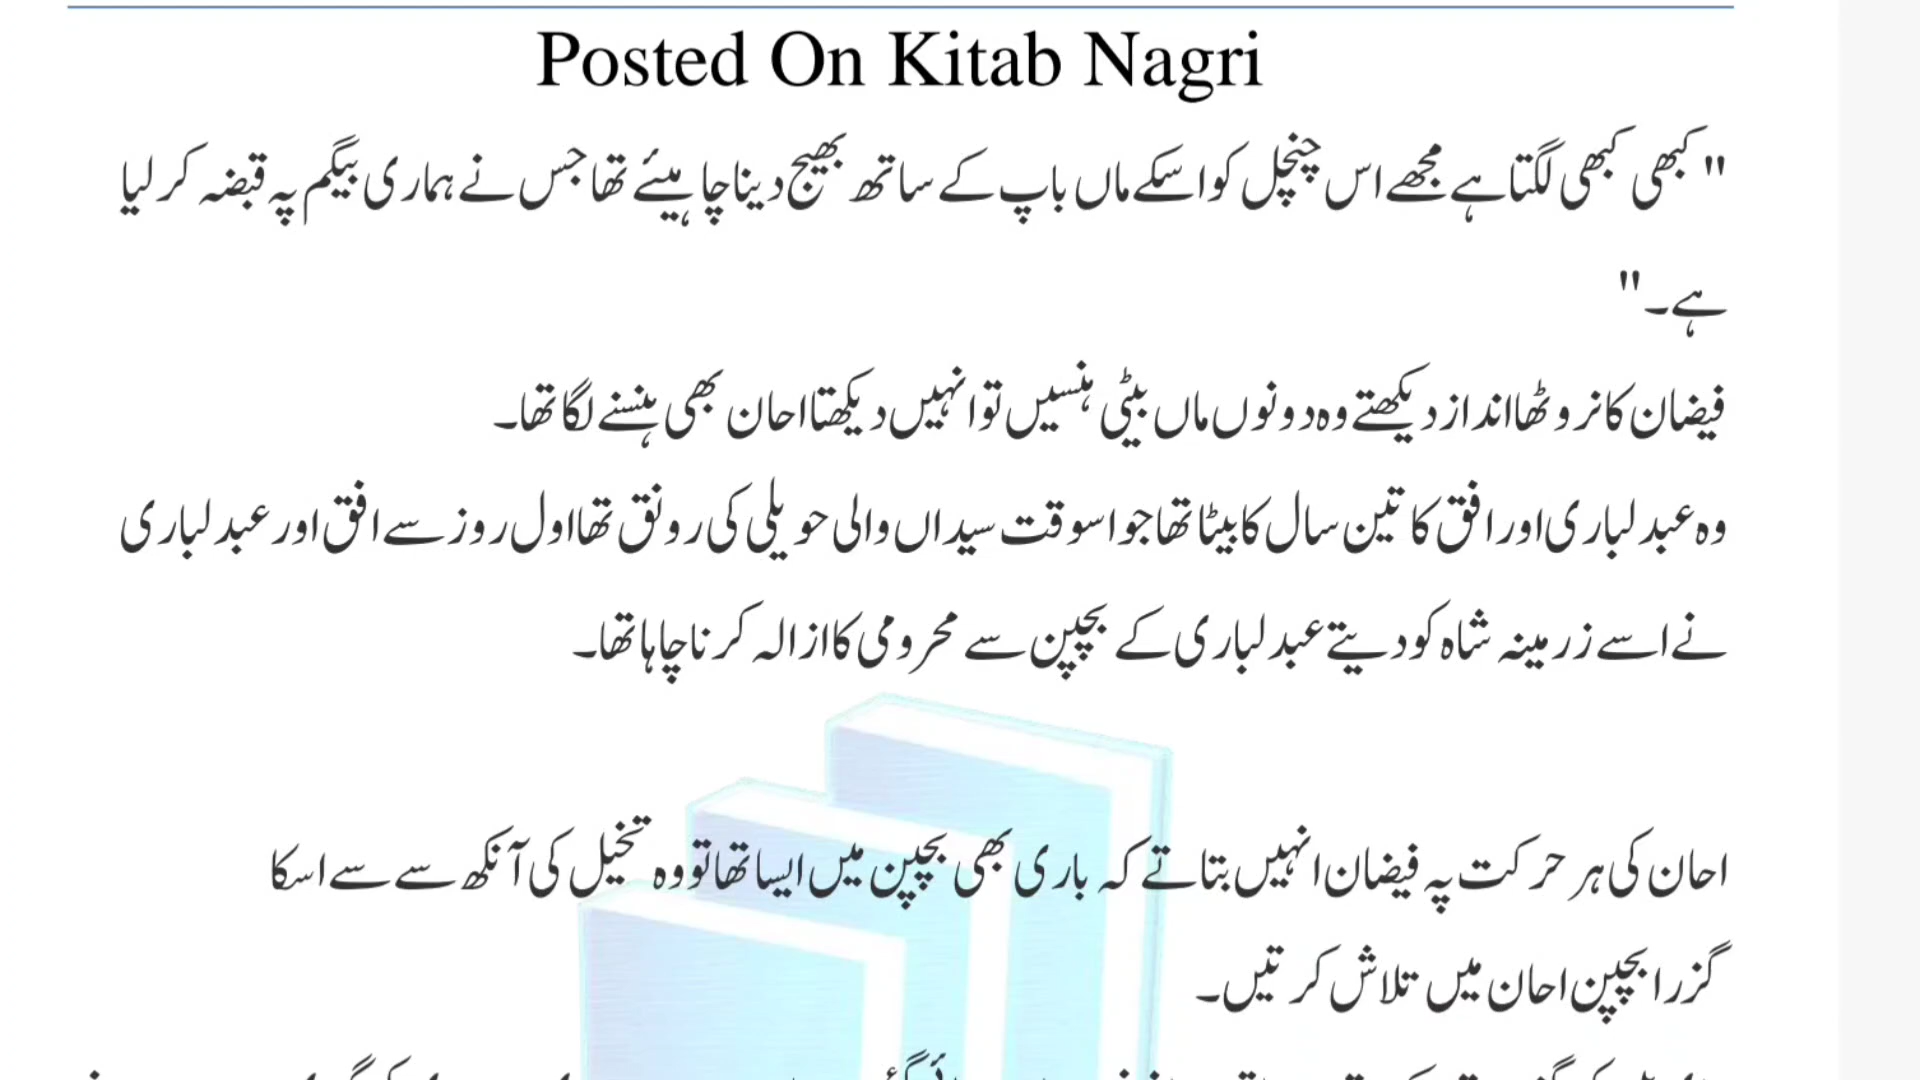 Posted On Kitab Nagri
"کبھی کبھی لگتا ہے مجھے اس چنچل کو اسکے ماں باپ کے ساتھ بھیج دینا چاہیئے تھا جس نے ہماری بیگم پہ قبضہ کر لیا
ہے۔"
فیضان کا نروٹھا انداز دیکھتے وہ دونوں ماں بیٹی ہنسیں تو انہیں دیکھتا احان بھی ہنسنے لگا تھا۔
وہ عبدلباری اور افق کا تین سال کا بیٹا تھا جو اسوقت سیداں والی حویلی کی رونق تھا اول روز سے افق اور عبدلباری
نے اسے زرمینہ شاہ کو دیتے عبدلباری کے بچپن سے محرومی کا ازالہ کرنا چاہا تھا۔
احان کی ہر حرکت پہ فیضان انہیں بتاتے کہ باری بھی بچپن میں ایسا تھا تو وہ تخیل کی آنکھ سے سے اسکا
گزرا بچپن احان میں تلاش کرتیں۔